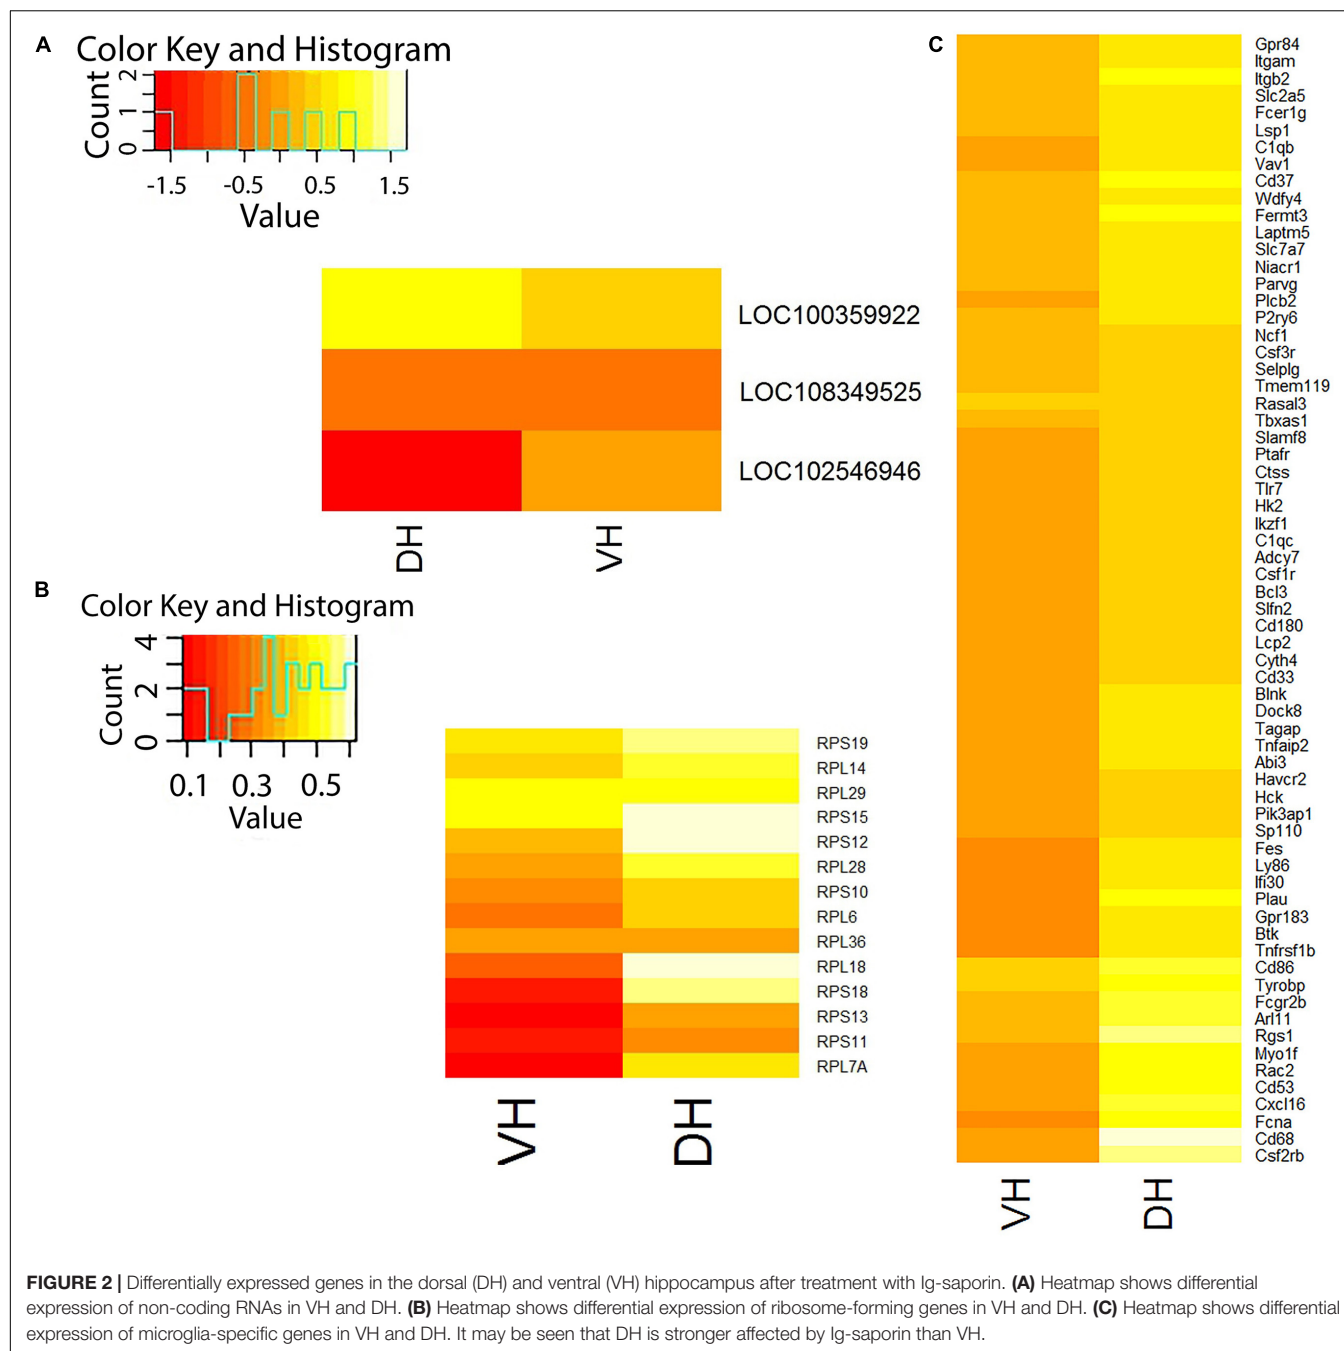 A
Color Key and Histogram
Count
0 1 2
-1.5 -0.5 0.5 1.5
Value
LOC100359922
LOC108349525
LOC102546946
DH VH
B
Color Key and Histogram
Count
0 2 4
0.1 0.3 0.5
Value
RPS19
RPL14
RPL29
RPS15
RPS12
RPL28
RPS10
RPL6
RPL36
RPL18
RPS18
RPS13
RPS11
RPL7A
VH DH
C
Gpr84
Itgam
Itgb2
Slc2a5
Fcer1g
Lsp1
C1qb
Vav1
Cd37
Wdfy4
Fermt3
Laptm5
Slc7a7
Niacr1
Parvg
Plcb2
P2ry6
Ncf1
Csf3r
Selplg
Tmem119
Rasal3
Tbxas1
Slamf8
Ptafr
Ctss
Tlr7
Hk2
Ikzf1
C1qc
Adcy7
Csf1r
Bcl3
Slfn2
Cd180
Lcp2
Cyth4
Cd33
Blnk
Dock8
Tagap
Tnfaip2
Abi3
Havcr2
Hck
Pik3ap1
Sp110
Fes
Ly86
Ifi30
Plau
Gpr183
Btk
Tnfrsf1b
Cd86
Tyrobp
Fcgr2b
Arl11
Rgs1
Myo1f
Rac2
Cd53
Cxcl16
Fcna
Cd68
Csf2rb
VH DH
FIGURE 2 | Differentially expressed genes in the dorsal (DH) and ventral (VH) hippocampus after treatment with Ig-saporin. (A) Heatmap shows differential
expression of non-coding RNAs in VH and DH. (B) Heatmap shows differential expression of ribosome-forming genes in VH and DH. (C) Heatmap shows differential
expression of microglia-specific genes in VH and DH. It may be seen that DH is stronger affected by Ig-saporin than VH.